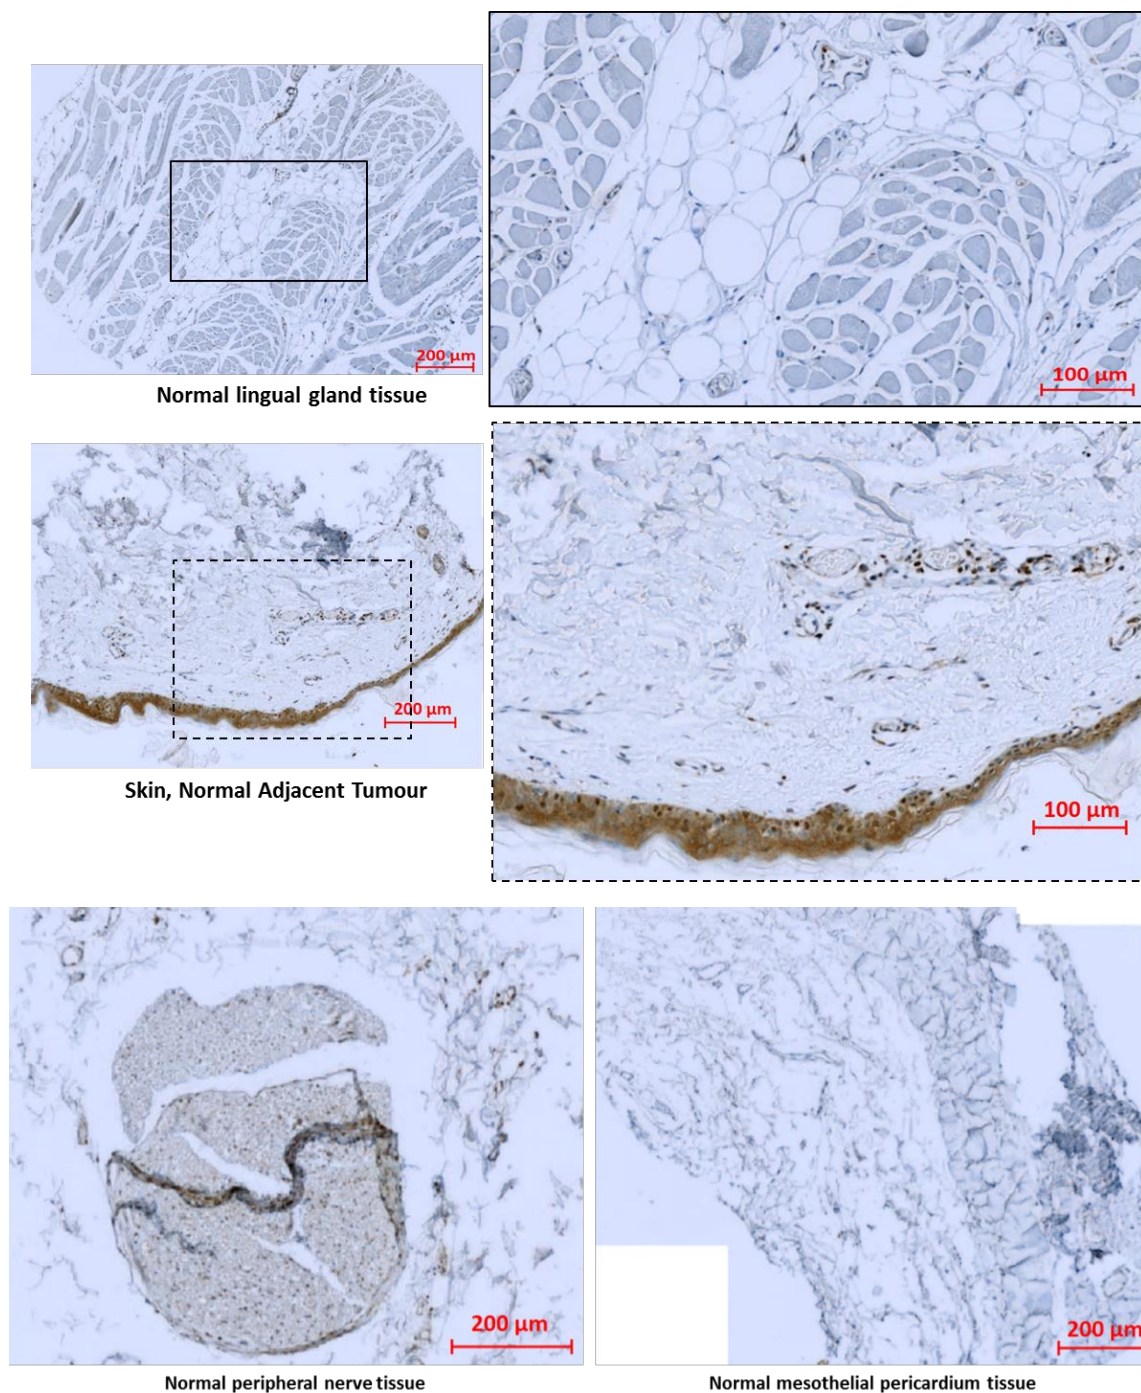 200 µm
100 µm
Normal lingual gland tissue
200 µm
100 µm
Skin, Normal Adjacent Tumour
200 µm
200 µm
Normal peripheral nerve tissue
Normal mesothelial pericardium tissue